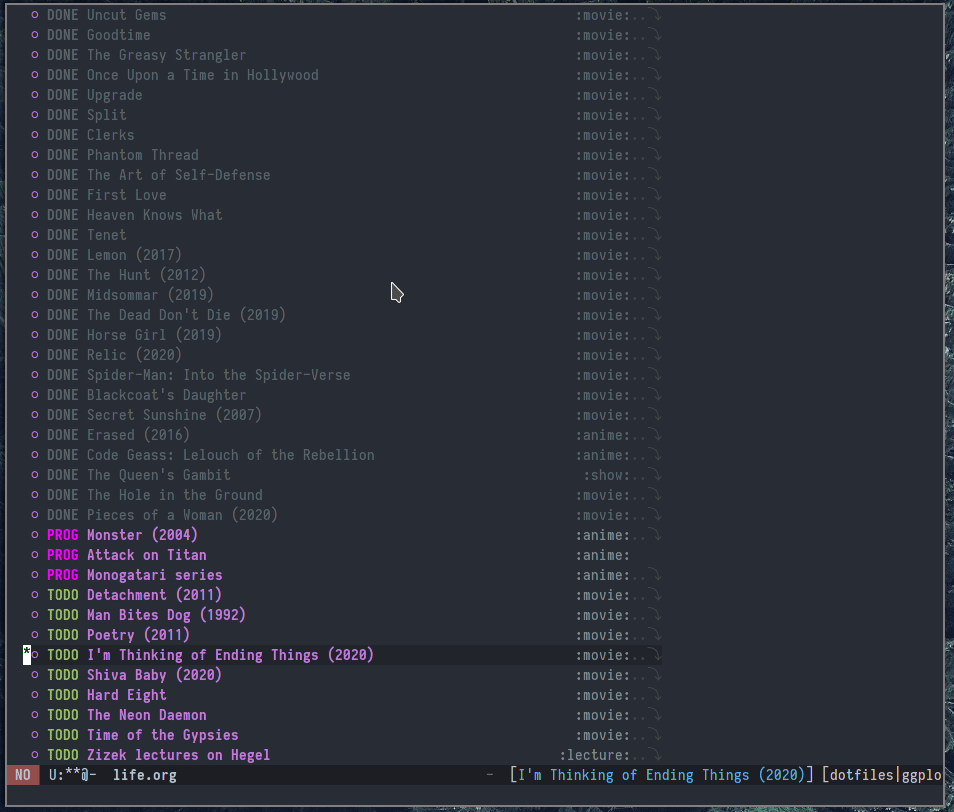 DONE Uncut Gems :movie:..⤵
DONE Goodtime :movie:..⤵
DONE The Greasy Strangler :movie:..⤵
DONE Once Upon a Time in Hollywood :movie:..⤵
DONE Upgrade :movie:..⤵
DONE Split :movie:..⤵
DONE Clerks :movie:..⤵
DONE Phantom Thread :movie:..⤵
DONE The Art of Self-Defense :movie:..⤵
DONE First Love :movie:..⤵
DONE Heaven Knows What :movie:..⤵
DONE Tenet :movie:..⤵
DONE Lemon (2017) :movie:..⤵
DONE The Hunt (2012) :movie:..⤵
DONE Midsommar (2019) :movie:..⤵
DONE The Dead Don't Die (2019) :movie:..⤵
DONE Horse Girl (2019) :movie:..⤵
DONE Relic (2020) :movie:..⤵
DONE Spider-Man: Into the Spider-Verse :movie:..⤵
DONE Blackcoat's Daughter :movie:..⤵
DONE Secret Sunshine (2007) :movie:..⤵
DONE Erased (2016) :anime:..⤵
DONE Code Geass: Lelouch of the Rebellion :anime:..⤵
DONE The Queen's Gambit :show:..⤵
DONE The Hole in the Ground :movie:..⤵
DONE Pieces of a Woman (2020) :movie:..⤵
PROG Monster (2004) :anime:..⤵
PROG Attack on Titan :anime:
PROG Monogatari series :anime:..⤵
TODO Detachment (2011) :movie:..⤵
TODO Man Bites Dog (1992) :movie:..⤵
TODO Poetry (2011) :movie:..⤵
* TODO I'm Thinking of Ending Things (2020) :movie:..⤵
TODO Shiva Baby (2020) :movie:..⤵
TODO Hard Eight :movie:..⤵
TODO The Neon Daemon :movie:..⤵
TODO Time of the Gypsies :movie:..⤵
TODO Zizek lectures on Hegel :lecture:..⤵
NO U:**@- life.org - [I'm Thinking of Ending Things (2020)] [dotfiles|ggplo